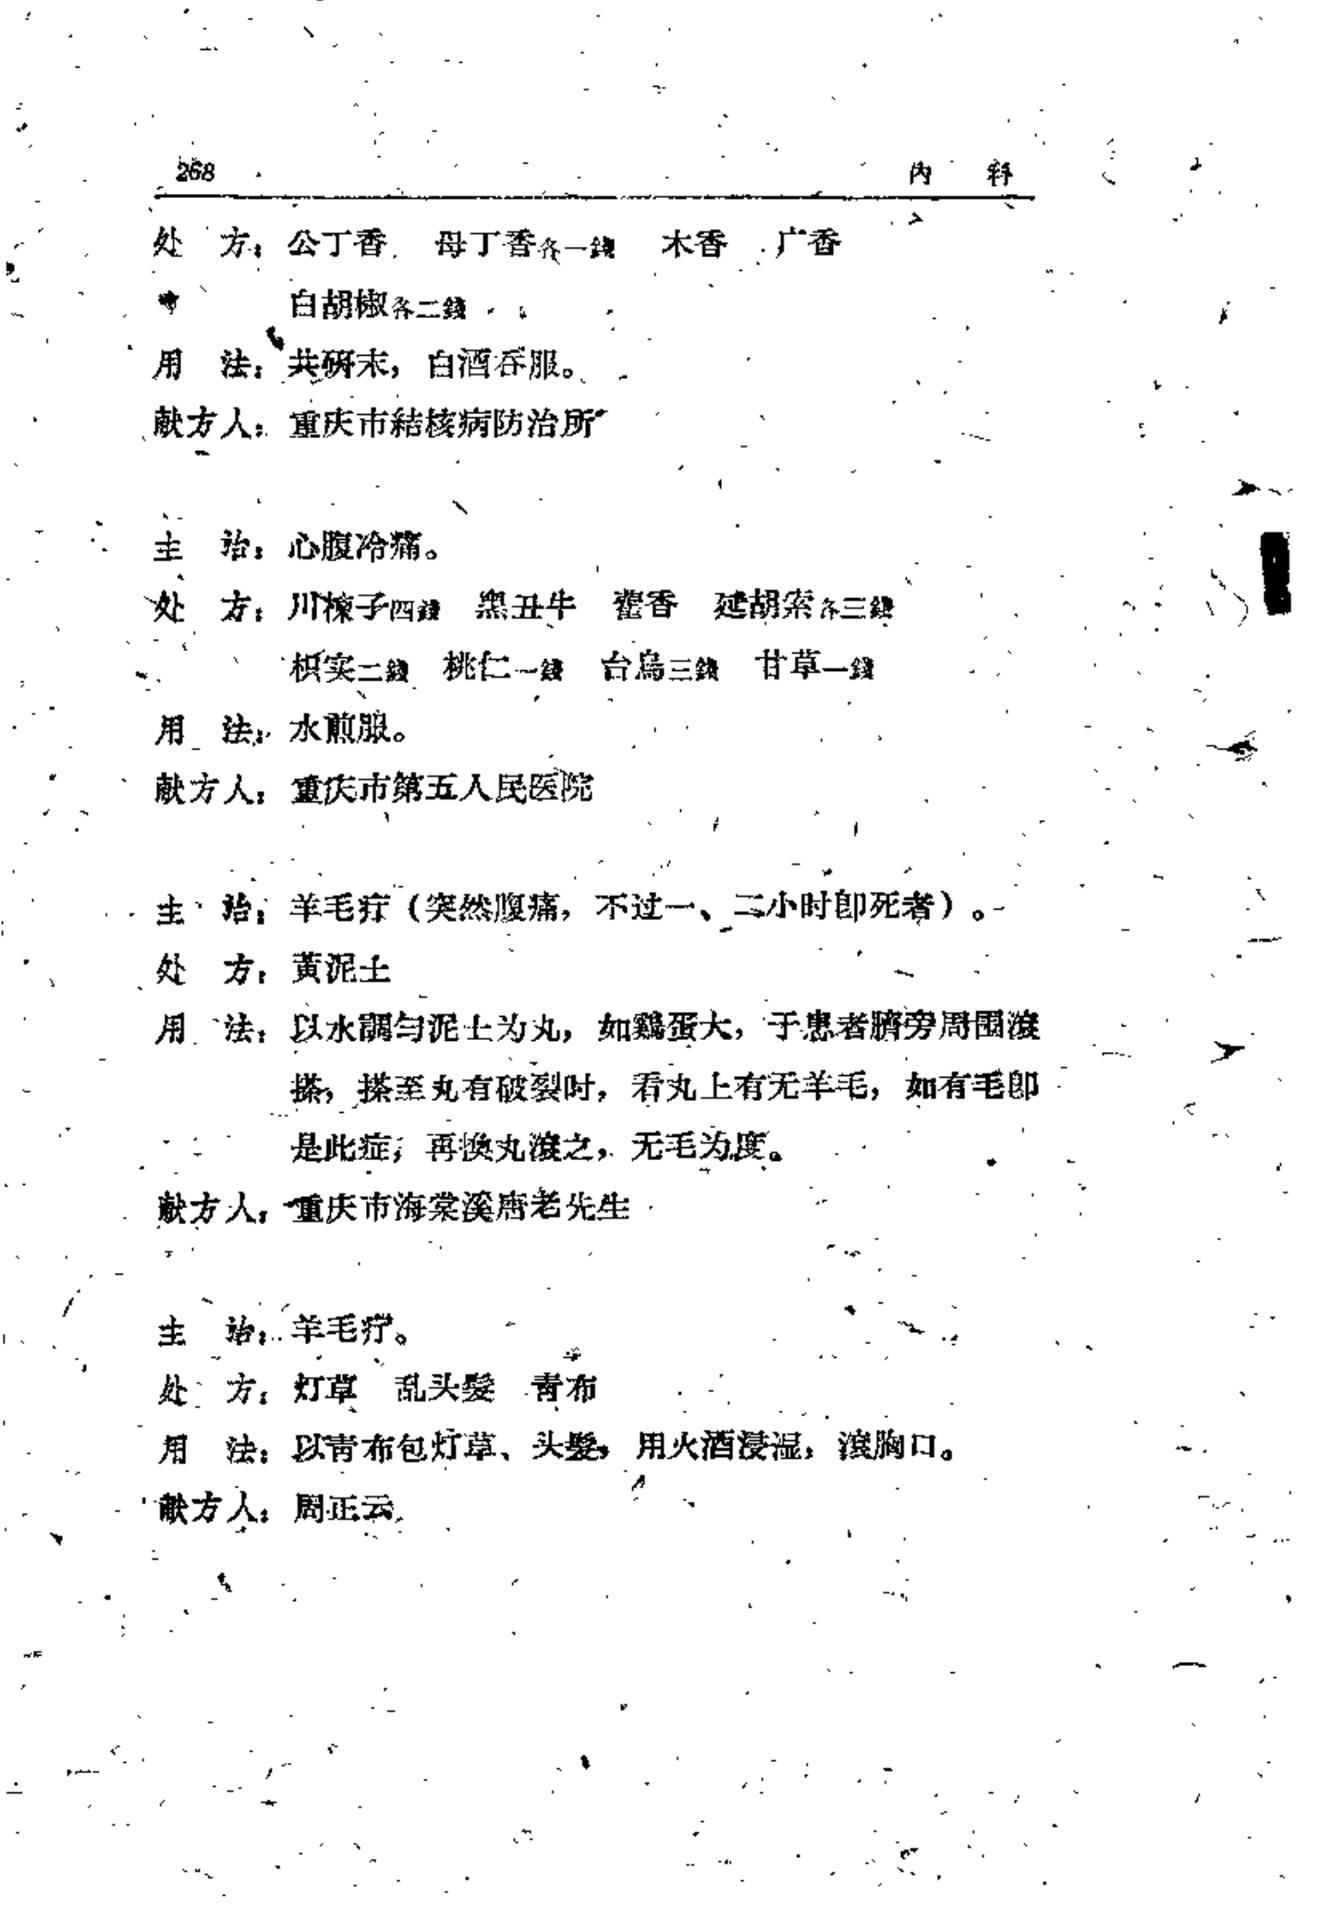 268 内 科
处 方：公丁香 母丁香各一錢 木香 广香
白胡椒各二錢
用 法：共研末，白酒吞服。
献方人：重庆市結核病防治所
主 治：心腹冷痛。
处 方：川楝子四錢 黑丑牛 藿香 延胡索各三錢
枳实二錢 桃仁一錢 台烏三錢 甘草一錢
用 法：水煎服。
献方人：重庆市第五人民医院
主 治：羊毛疔（突然腹痛，不过一、二小时即死者）。
处 方：黃泥土
用 法：以水調匀泥土为丸，如鷄蛋大，于患者臍旁周围滾
搽，搽至丸有破裂时，看丸上有无羊毛，如有毛即
是此症，再换丸滾之，无毛为度。
献方人：重庆市海棠溪唐老先生
主 治：羊毛疔。
处 方：灯草 乱头髮 青布
用 法：以青布包灯草、头髮，用火酒浸湿，滾胸口。
献方人：周正云